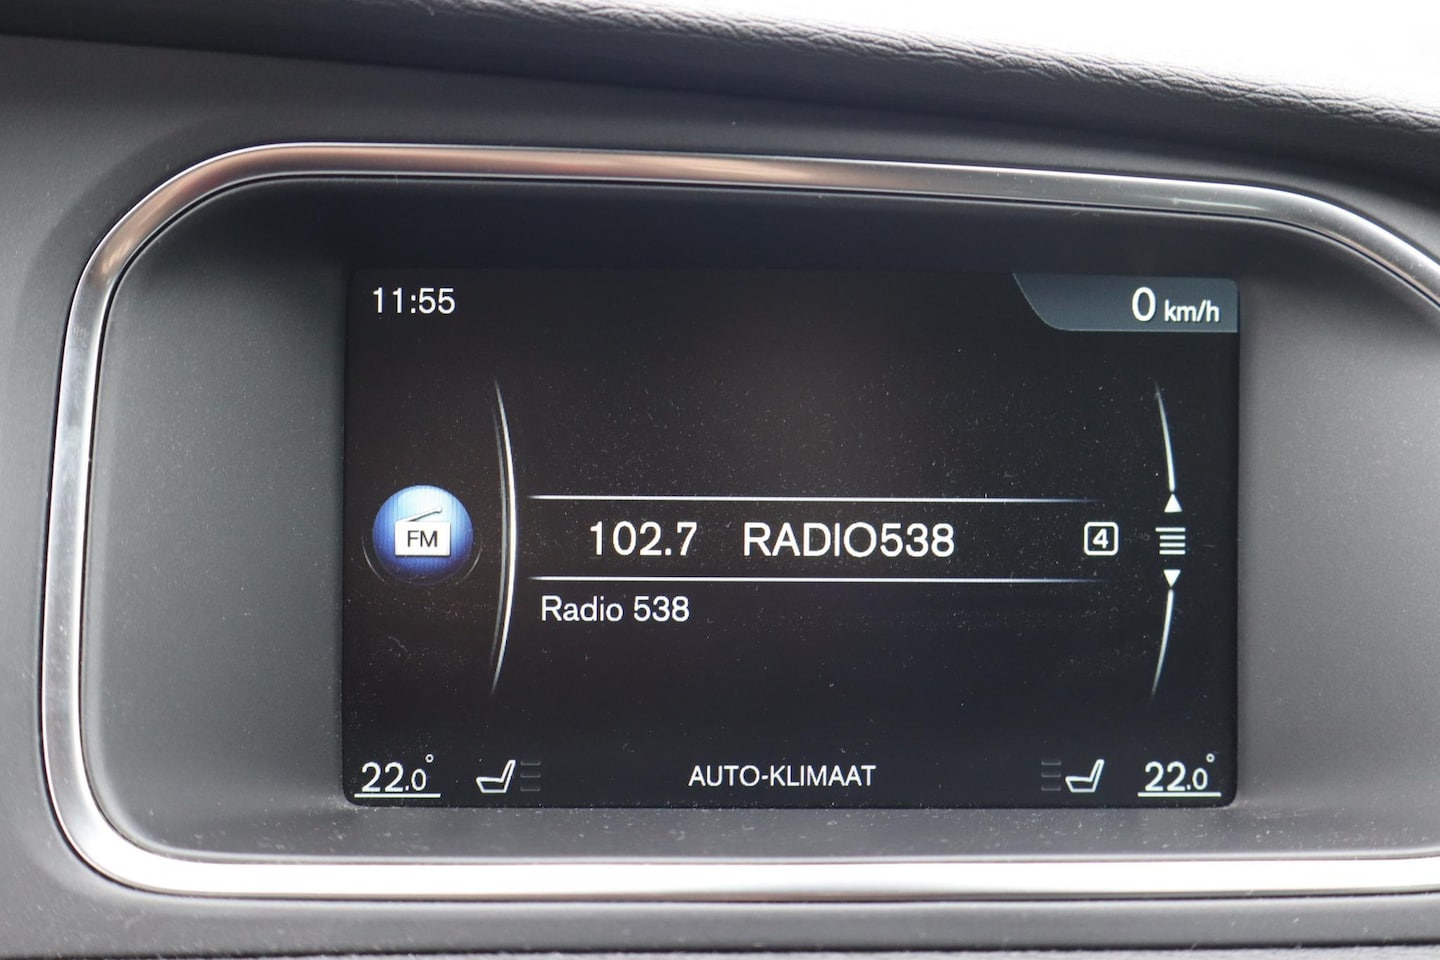 11:55
0 km/h
FM
102.7 RADIO538 4
Radio 538
22.0° AUTO-KLIMAAT 22.0°